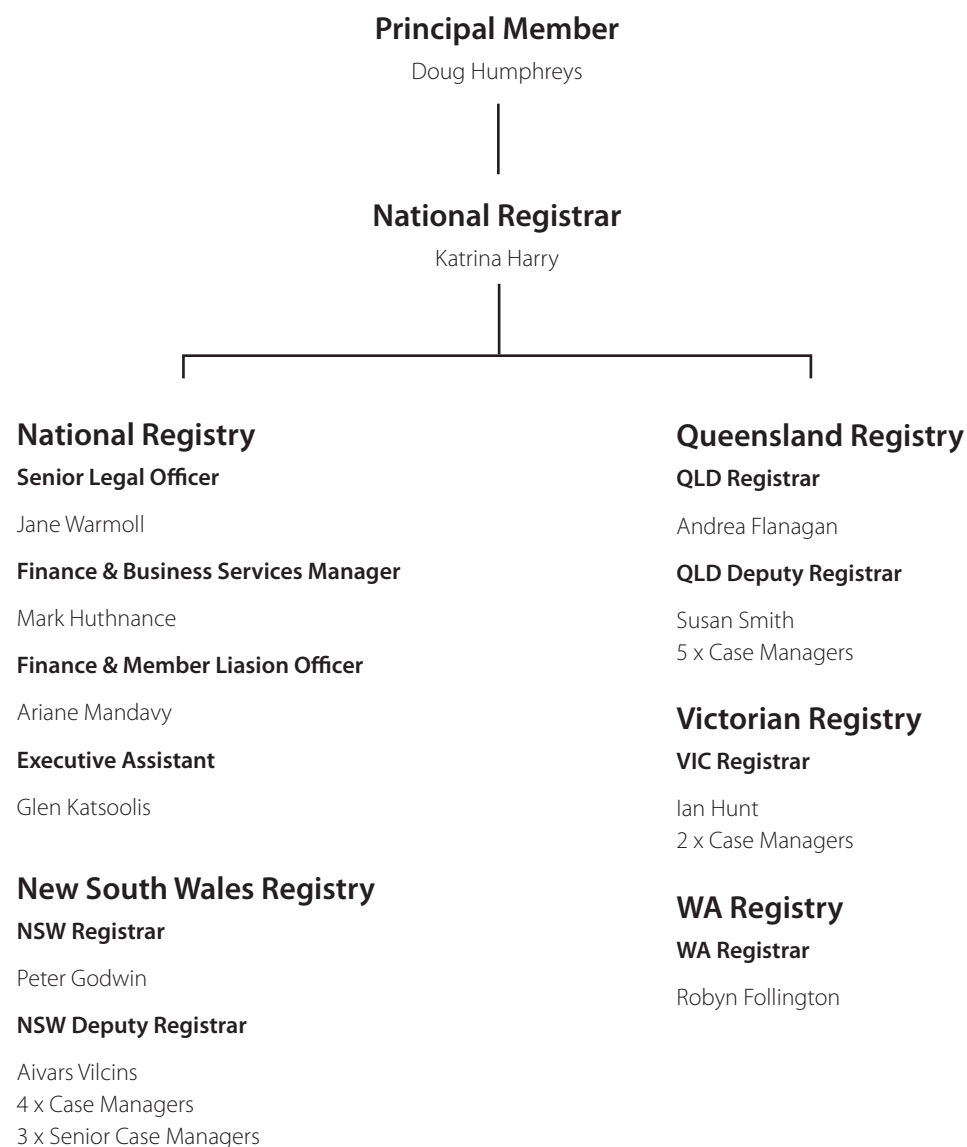 Principal Member
Doug Humphreys
National Registrar
Katrina Harry
National Registry
Senior Legal Officer
Jane Warmoll
Finance & Business Services Manager
Mark Huthnance
Finance & Member Liasion Officer
Ariane Mandavy
Executive Assistant
Glen Katsoolis
New South Wales Registry
NSW Registrar
Peter Godwin
NSW Deputy Registrar
Aivars Vilcins
4 x Case Managers
3 x Senior Case Managers
Queensland Registry
QLD Registrar
Andrea Flanagan
QLD Deputy Registrar
Susan Smith
5 x Case Managers
Victorian Registry
VIC Registrar
Ian Hunt
2 x Case Managers
WA Registry
WA Registrar
Robyn Follington